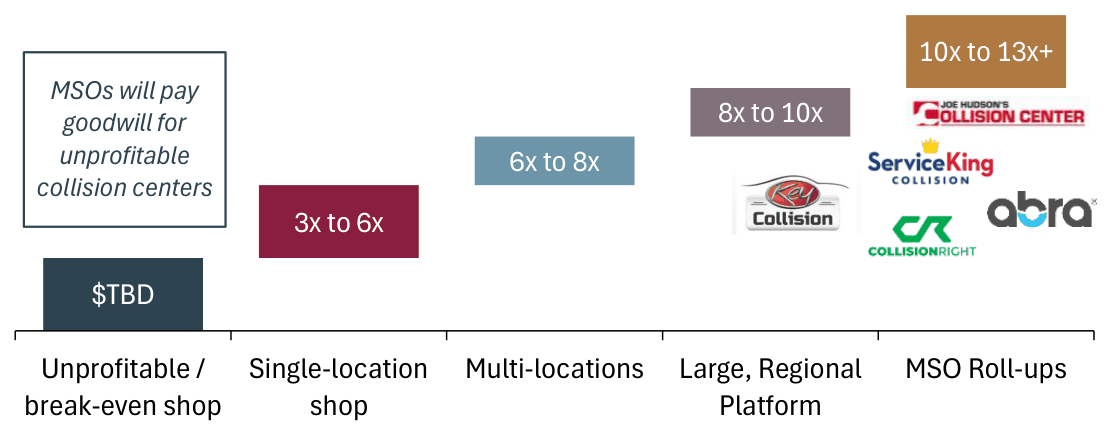 MSOs will pay
goodwill for
unprofitable
collision centers
$TBD
3x to 6x
6x to 8x
8x to 10x
Key
Collision
10x to 13x+
JOE HUDSON'S
COLLISION CENTER
ServiceKing
COLLISION
abra
CR
COLLISIONRIGHT
Unprofitable /
break-even shop
Single-location
shop
Multi-locations
Large, Regional
Platform
MSO Roll-ups